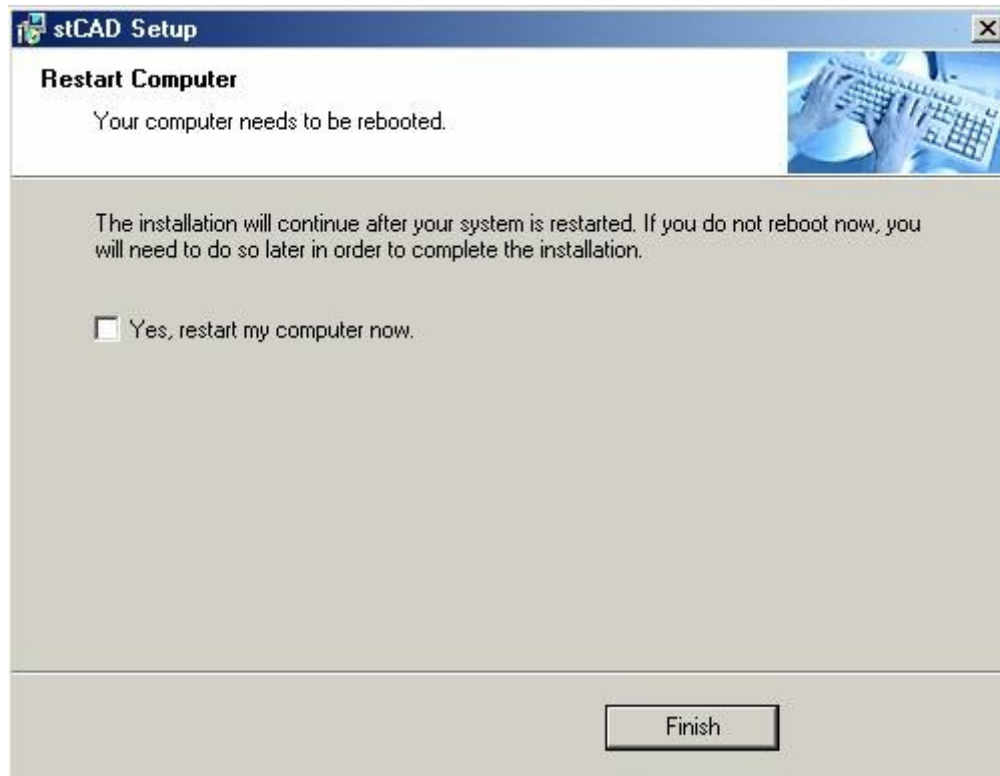 stCAD Setup
Restart Computer
Your computer needs to be rebooted.
The installation will continue after your system is restarted. If you do not reboot now, you
will need to do so later in order to complete the installation.
Yes, restart my computer now.
Finish